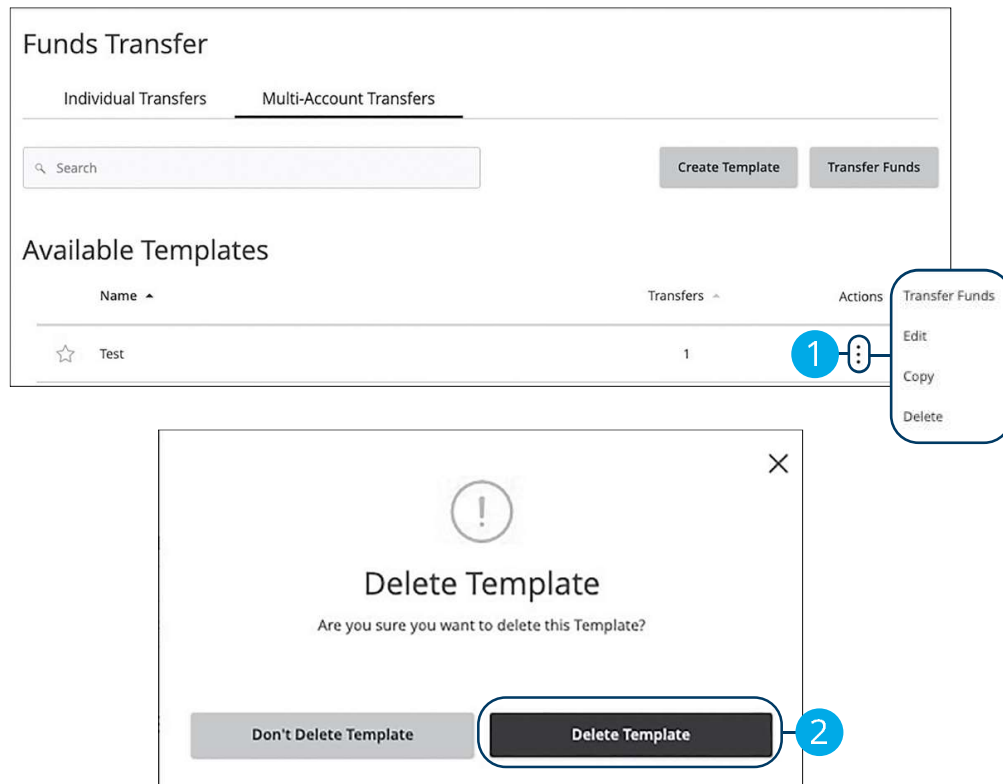 Funds Transfer
Individual Transfers Multi-Account Transfers
Search Create Template Transfer Funds
Available Templates
Name Transfers Actions
Test 1 1
Transfer Funds
Edit
Copy
Delete
Delete Template
Are you sure you want to delete this Template?
Don't Delete Template Delete Template 2